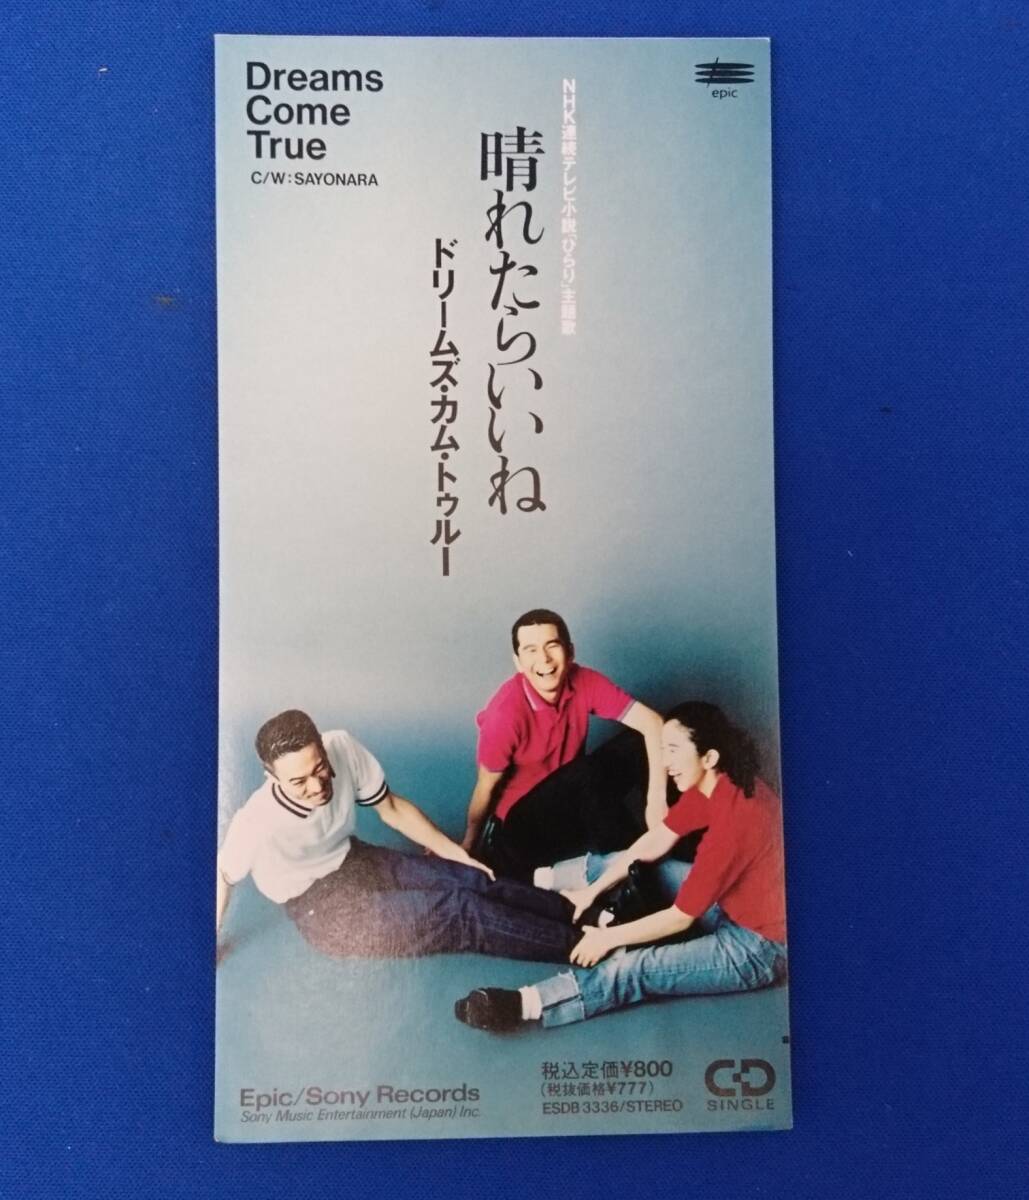 Dreams
Come
True
C/W:SAYONARA
epic
NHK連続テレビ小説「ひらり」主題歌
晴れたらいいね
ドリームズ・カム・トゥルー
Epic/Sony Records
Sony Music Entertainment (Japan) Inc.
税込定価¥800
(税抜価格¥777)
ESDB 3336/STEREO
CD
SINGLE